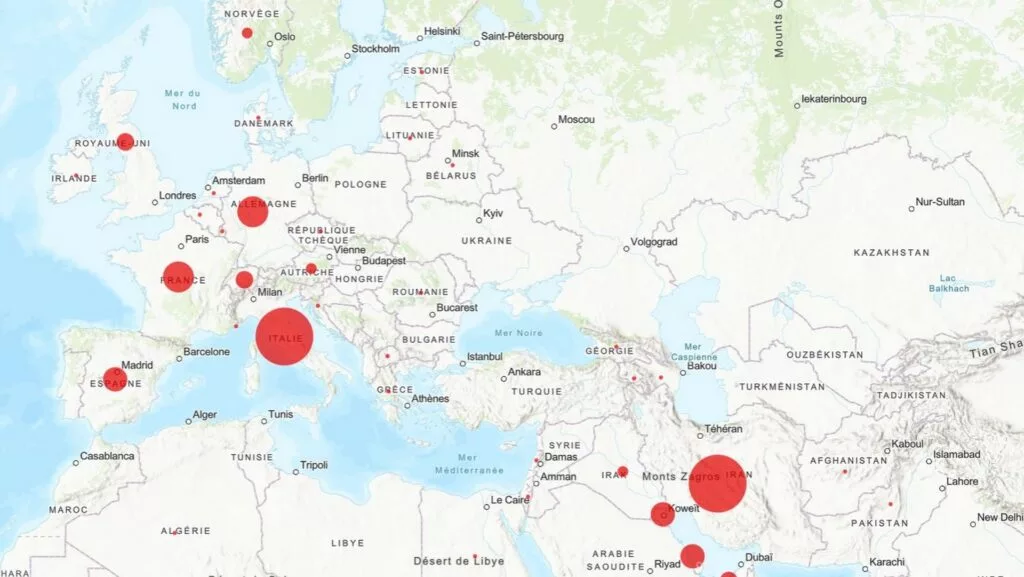 NORVÈGE
Oslo
Helsinki
Saint-Pétersbourg
Stockholm
Mounts O
ESTONIE
Mer du
Nord
LETTONIE
Iekaterinbourg
DANEMARK
Moscou
LITUANIE
ROYAUME-UNI
Minsk
BÉLARUS
IRLANDE
Amsterdam
Berlin
POLOGNE
Londres
ALLEMAGNE
Nur-Sultan
Kyiv
Paris
RÉPUBLIQUE
TCHÈQUE
UKRAINE
Volgograd
Vienne
Budapest
KAZAKHSTAN
AUTRICHE
HONGRIE
FRANCE
Lac
Balkhach
Milan
ROUMANIE
Bucarest
Mer Noire
ITALIE
BULGARIE
Mer
Caspienne
GÉORGIE
Tian Sha
Barcelone
Istanbul
OUZBÉKISTAN
Madrid
Ankara
Bakou
ESPAGNE
GRÈCE
TURQUIE
TURKMÉNISTAN
Athènes
TADJIKISTAN
Alger
Tunis
Téhéran
Casablanca
TUNISIE
Mer
Méditerranée
SYRIE
Damas
Kaboul
Islamabad
Tripoli
Amman
IRAK
Monts Zagros
IRAN
AFGHANISTAN
Lahore
MAROC
Le Caire
Koweït
ALGÉRIE
LIBYE
PAKISTAN
New Delhi
Désert de Libye
ARABIE
SAOUDITE
Riyad
Dubaï
Karachi
HARA